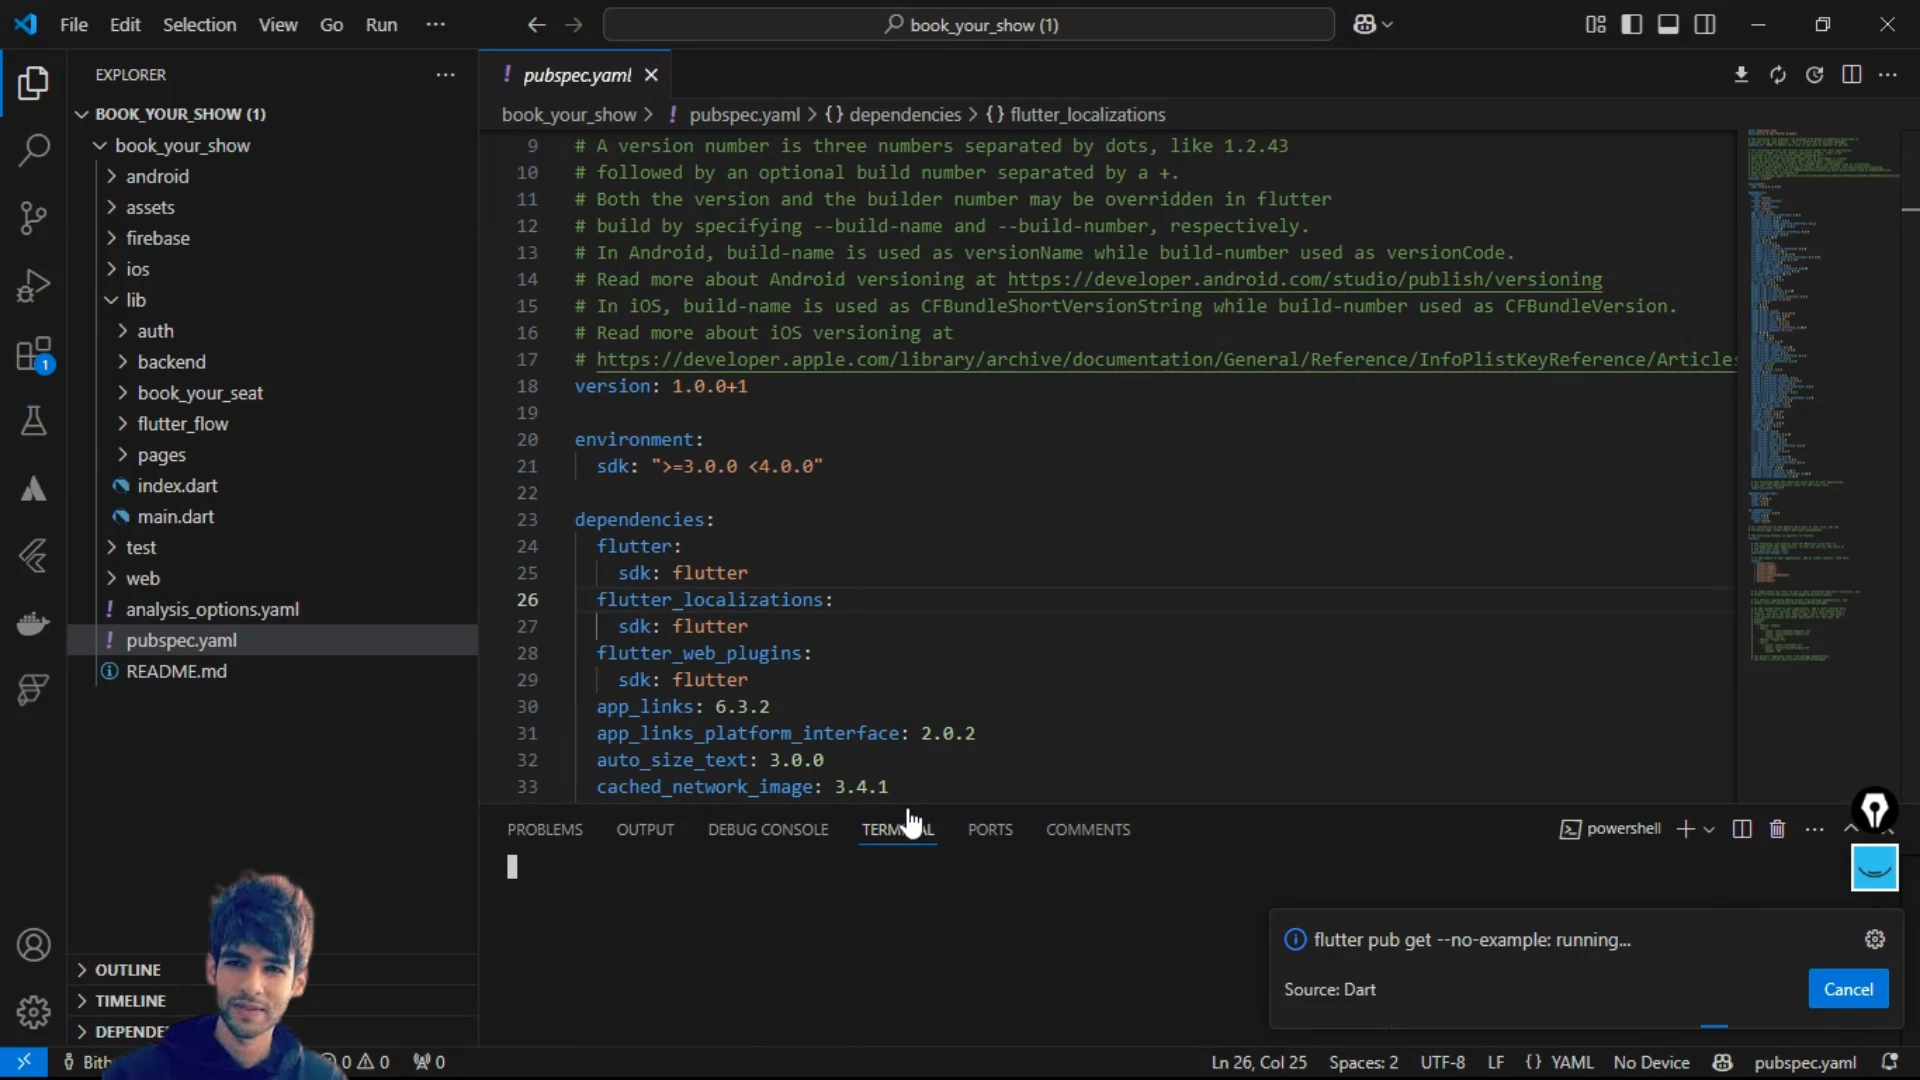 File Edit Selection View Go Run ···
book_your_show (1)
EXPLORER
BOOK_YOUR_SHOW (1)
book_your_show
android
assets
firebase
ios
lib
auth
backend
book_your_seat
flutter_flow
pages
index.dart
main.dart
test
web
! analysis_options.yaml
! pubspec.yaml
README.md
OUTLINE
TIMELINE
1
! pubspec.yaml
book_your_show > ! pubspec.yaml > {} dependencies > {} flutter_localizations
9 # A version number is three numbers separated by dots, like 1.2.43
10 # followed by an optional build number separated by a +.
11 # Both the version and the builder number may be overridden in flutter
12 # build by specifying --build-name and --build-number, respectively.
13 # In Android, build-name is used as versionName while build-number used as versionCode.
14 # Read more about Android versioning at https://developer.android.com/studio/publish/versioning
15 # In iOS, build-name is used as CFBundleShortVersionString while build-number used as CFBundleVersion.
16 # Read more about iOS versioning at
17 # https://developer.apple.com/library/archive/documentation/General/Reference/InfoPlistKeyReference/Articles
18 version: 1.0.0+1
19
20 environment:
21 sdk: ">=3.0.0 <4.0.0"
22
23 dependencies:
24 flutter:
25 sdk: flutter
26 flutter_localizations:
27 sdk: flutter
28 flutter_web_plugins:
29 sdk: flutter
30 app_links: 6.3.2
31 app_links_platform_interface: 2.0.2
32 auto_size_text: 3.0.0
33 cached_network_image: 3.4.1
PROBLEMS OUTPUT DEBUG CONSOLE TERMINAL PORTS COMMENTS
powershell
flutter pub get --no-example: running...
Source: Dart
Cancel
0 0 0
Ln 26, Col 25 Spaces: 2 UTF-8 LF {} YAML No Device pubspec.yaml